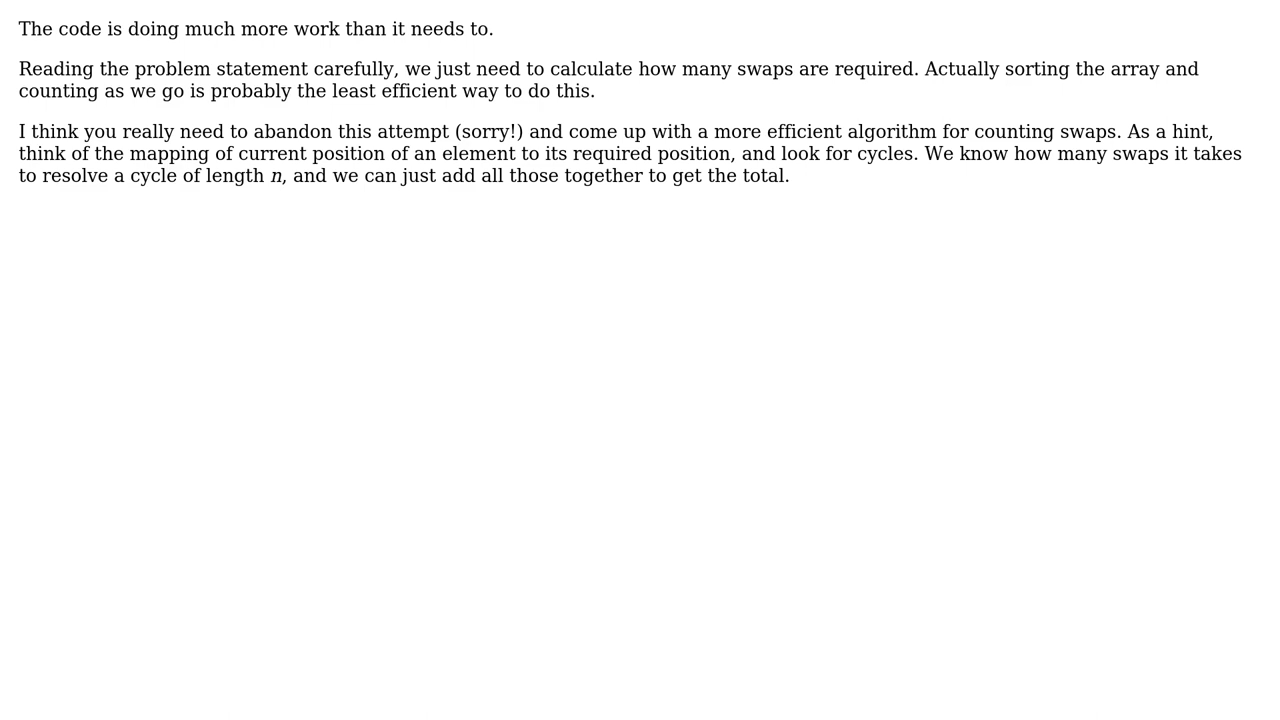 The code is doing much more work than it needs to.
Reading the problem statement carefully, we just need to calculate how many swaps are required. Actually sorting the array and
counting as we go is probably the least efficient way to do this.
I think you really need to abandon this attempt (sorry!) and come up with a more efficient algorithm for counting swaps. As a hint,
think of the mapping of current position of an element to its required position, and look for cycles. We know how many swaps it takes
to resolve a cycle of length n, and we can just add all those together to get the total.